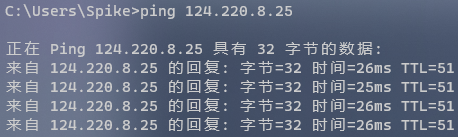 C:\Users\Spike>ping 124.220.8.25
正在 Ping 124.220.8.25 具有 32 字节的数据:
来自 124.220.8.25 的回复: 字节=32 时间=26ms TTL=51
来自 124.220.8.25 的回复: 字节=32 时间=25ms TTL=51
来自 124.220.8.25 的回复: 字节=32 时间=26ms TTL=51
来自 124.220.8.25 的回复: 字节=32 时间=26ms TTL=51